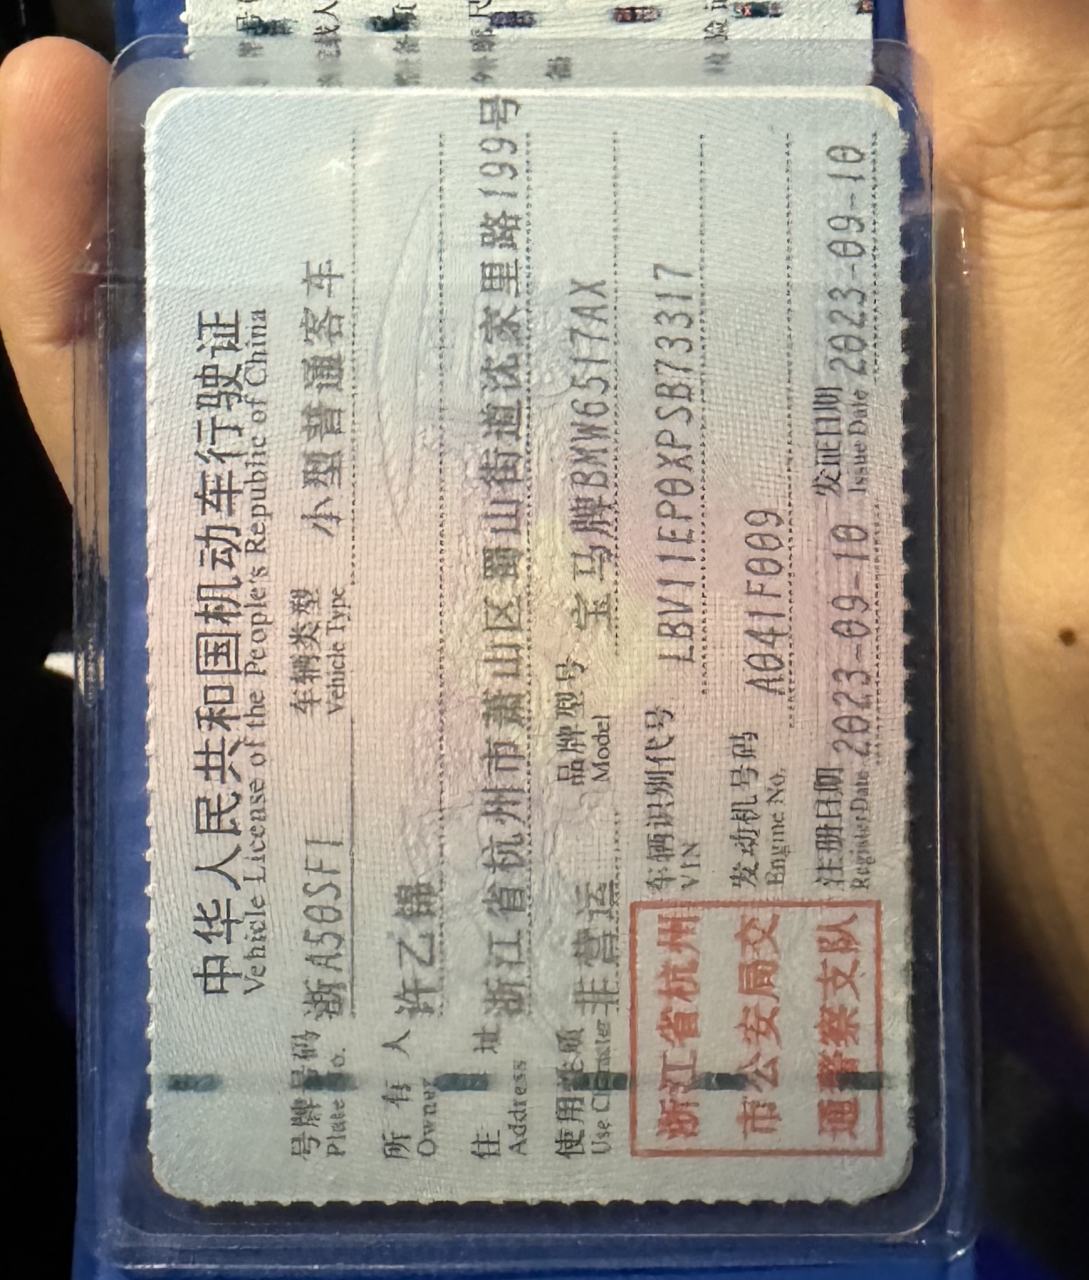 中华人民共和国机动车行驶证
Vehicle License of the People's Republic of China
号牌号码 浙A50SF1 车辆类型 小型普通客车
Plate No. Vehicle Type
所有人 许乙锦
Owner
住址 浙江省杭州市萧山区蜀山街道沈家里路199号
Address
使用性质 非营运 品牌型号 宝马牌BMW6517AX
Use Character Model
浙江省杭州
市公安局交
通警察支队
车辆识别代号 LBV11EP0XPSB73317
VIN
发动机号码 A041F009
Engine No.
注册日期 2023-09-10 发证日期 2023-09-10
Register Date Issue Date